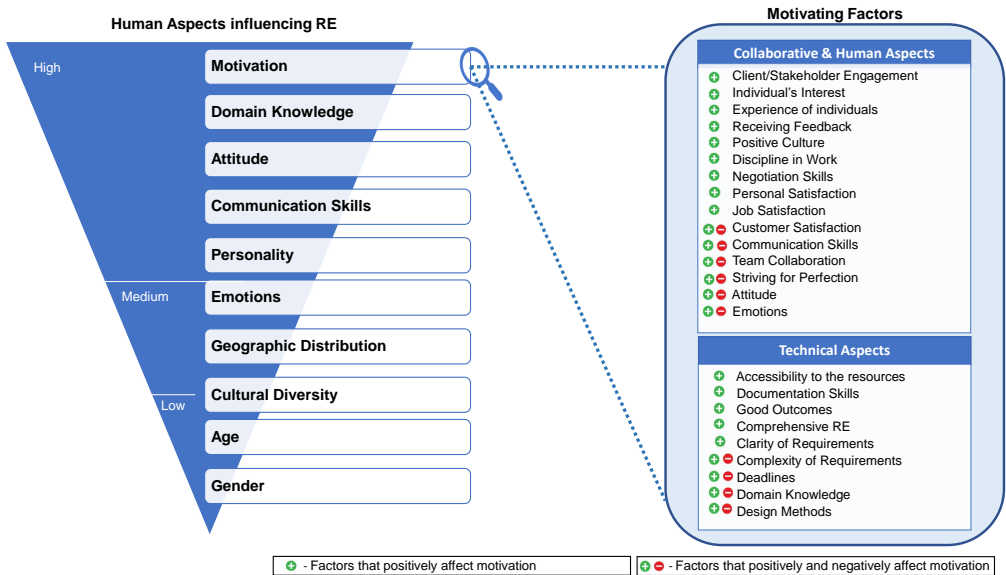 Human Aspects influencing RE
High
Motivation
Domain Knowledge
Attitude
Communication Skills
Personality
Medium
Emotions
Geographic Distribution
Low
Cultural Diversity
Age
Gender
Motivating Factors
Collaborative & Human Aspects
Client/Stakeholder Engagement
Individual's Interest
Experience of individuals
Receiving Feedback
Positive Culture
Discipline in Work
Negotiation Skills
Personal Satisfaction
Job Satisfaction
Customer Satisfaction
Communication Skills
Team Collaboration
Striving for Perfection
Attitude
Emotions
Technical Aspects
Accessibility to the resources
Documentation Skills
Good Outcomes
Comprehensive RE
Clarity of Requirements
Complexity of Requirements
Deadlines
Domain Knowledge
Design Methods
- Factors that positively affect motivation
- Factors that positively and negatively affect motivation